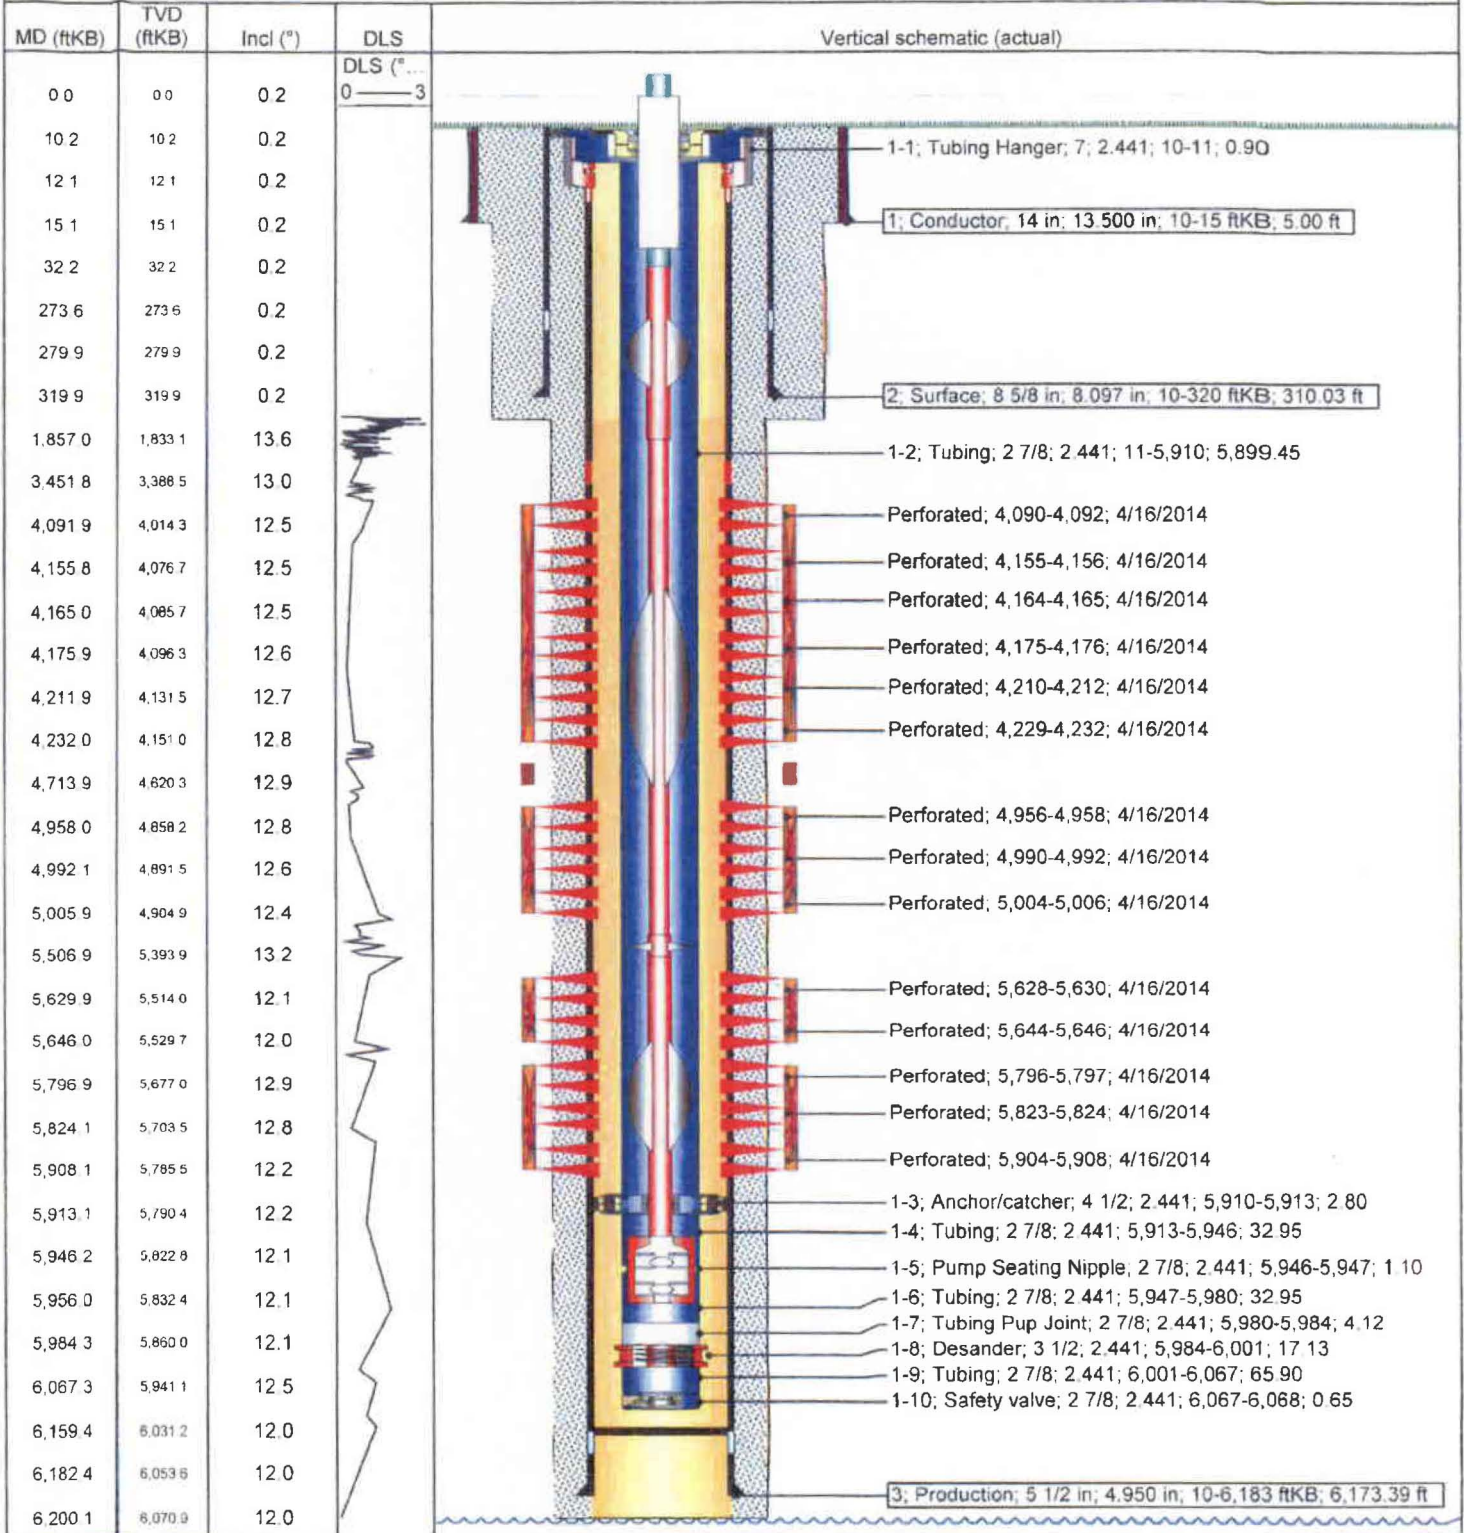 MD (ftKB) TVD (ftKB) Incl (°) DLS Vertical schematic (actual)
DLS (°...
0 3
0 0 0 0 0.2
10.2 10 2 0.2
12 1 12 1 0.2
15 1 15 1 0.2
32 2 32 2 0.2
273 6 273 6 0.2
279 9 279 9 0.2
319 9 319 9 0.2
1,857 0 1,833 1 13.6
3,451 8 3,388 5 13.0
4,091 9 4,014 3 12.5
4,155 8 4,076 7 12.5
4,165 0 4,085 7 12.5
4,175 9 4,096 3 12.6
4,211 9 4,131 5 12.7
4,232 0 4,151 0 12.8
4,713 9 4,620 3 12.9
4,958 0 4,858 2 12.8
4,992 1 4,891 5 12.6
5,005 9 4,904 9 12.4
5,506 9 5,393 9 13.2
5,629 9 5,514 0 12.1
5,646 0 5,529 7 12.0
5,796 9 5,677 0 12.9
5,824 1 5,703 5 12.8
5,908 1 5,785 5 12.2
5,913 1 5,790 4 12.2
5,946 2 5,822 8 12.1
5,956 0 5,832 4 12.1
5,984 3 5,860 0 12.1
6,067 3 5,941 1 12.5
6,159 4 6,031 2 12.0
6,182 4 6,053 6 12.0
6,200 1 6,070 9 12.0
1-1; Tubing Hanger; 7; 2.441; 10-11; 0.90
1; Conductor; 14 in; 13.500 in; 10-15 ftKB; 5.00 ft
2; Surface; 8 5/8 in; 8.097 in; 10-320 ftKB; 310.03 ft
1-2; Tubing; 2 7/8; 2.441; 11-5,910; 5,899.45
Perforated; 4,090-4,092; 4/16/2014
Perforated; 4,155-4,156; 4/16/2014
Perforated; 4,164-4,165; 4/16/2014
Perforated; 4,175-4,176; 4/16/2014
Perforated; 4,210-4,212; 4/16/2014
Perforated; 4,229-4,232; 4/16/2014
Perforated; 4,956-4,958; 4/16/2014
Perforated; 4,990-4,992; 4/16/2014
Perforated; 5,004-5,006; 4/16/2014
Perforated; 5,628-5,630; 4/16/2014
Perforated; 5,644-5,646; 4/16/2014
Perforated; 5,796-5,797; 4/16/2014
Perforated; 5,823-5,824; 4/16/2014
Perforated; 5,904-5,908; 4/16/2014
1-3; Anchor/catcher; 4 1/2; 2.441; 5,910-5,913; 2.80
1-4; Tubing; 2 7/8; 2.441; 5,913-5,946; 32.95
1-5; Pump Seating Nipple; 2 7/8; 2.441; 5,946-5,947; 1.10
1-6; Tubing; 2 7/8; 2.441; 5,947-5,980; 32.95
1-7; Tubing Pup Joint; 2 7/8; 2.441; 5,980-5,984; 4.12
1-8; Desander; 3 1/2; 2.441; 5,984-6,001; 17.13
1-9; Tubing; 2 7/8; 2.441; 6,001-6,067; 65.90
1-10; Safety valve; 2 7/8; 2.441; 6,067-6,068; 0.65
3; Production; 5 1/2 in; 4.950 in; 10-6,183 ftKB; 6,173.39 ft